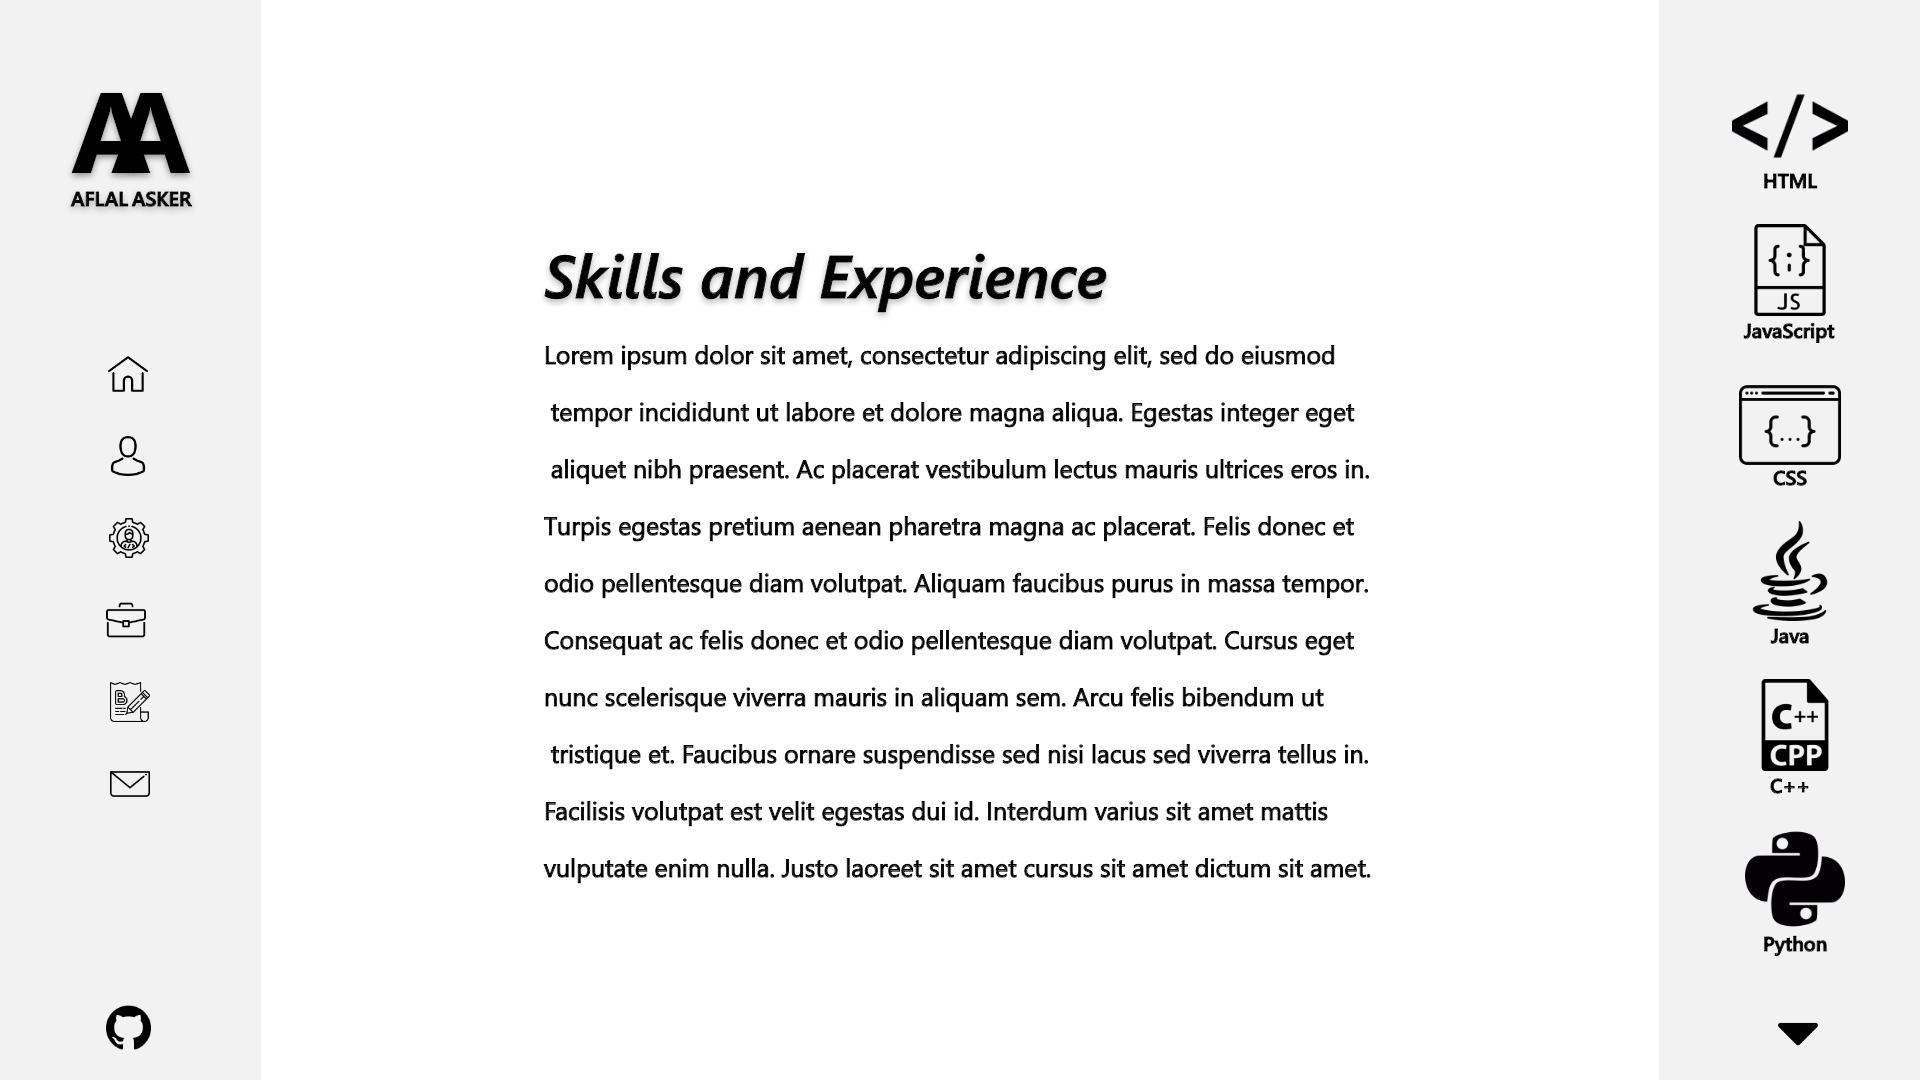 AA
AFLAL ASKER
Skills and Experience
Lorem ipsum dolor sit amet, consectetur adipiscing elit, sed do eiusmod
tempor incididunt ut labore et dolore magna aliqua. Egestas integer eget
aliquet nibh praesent. Ac placerat vestibulum lectus mauris ultrices eros in.
Turpis egestas pretium aenean pharetra magna ac placerat. Felis donec et
odio pellentesque diam volutpat. Aliquam faucibus purus in massa tempor.
Consequat ac felis donec et odio pellentesque diam volutpat. Cursus eget
nunc scelerisque viverra mauris in aliquam sem. Arcu felis bibendum ut
tristique et. Faucibus ornare suspendisse sed nisi lacus sed viverra tellus in.
Facilisis volutpat est velit egestas dui id. Interdum varius sit amet mattis
vulputate enim nulla. Justo laoreet sit amet cursus sit amet dictum sit amet.
B
</>
HTML
{;}
JS
JavaScript
{...}
CSS
Java
C++
CPP
C++
Python